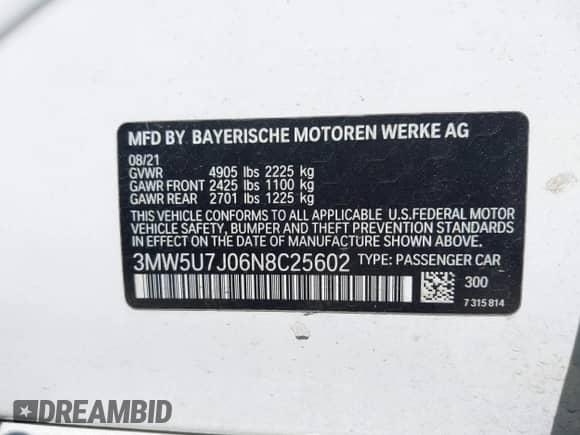 MFD BY BAYERISCHE MOTOREN WERKE AG
08/21
GVWR 4905 lbs 2225 kg
GAWR FRONT 2425 lbs 1100 kg
GAWR REAR 2701 lbs 1225 kg
THIS VEHICLE CONFORMS TO ALL APPLICABLE U.S.FEDERAL MOTOR
VEHICLE SAFETY, BUMPER AND THEFT PREVENTION STANDARDS
IN EFFECT ON THE DATE OF MANUFACTURE SHOWN ABOVE.
3MW5U7J06N8C25602 TYPE: PASSENGER CAR
300
7 315 814
DREAMBID